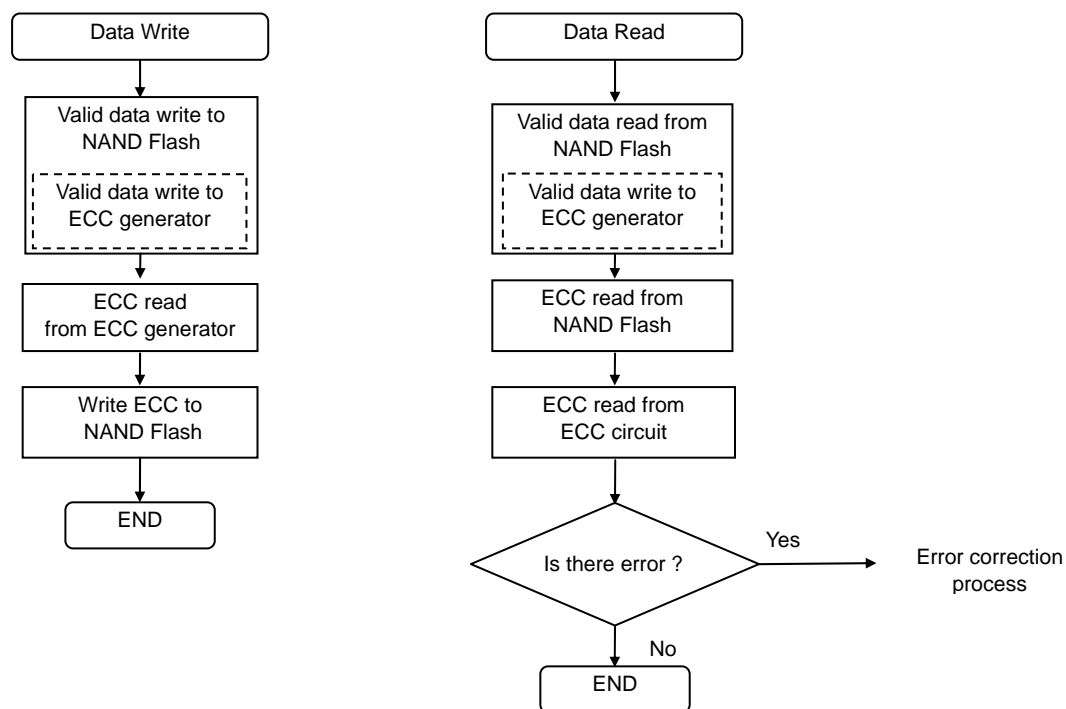 Data Write
Valid data write to
NAND Flash
Valid data write to
ECC generator
ECC read
from ECC generator
Write ECC to
NAND Flash
END
Data Read
Valid data read from
NAND Flash
Valid data write to
ECC generator
ECC read from
NAND Flash
ECC read from
ECC circuit
Is there error ?
Yes
Error correction
process
No
END